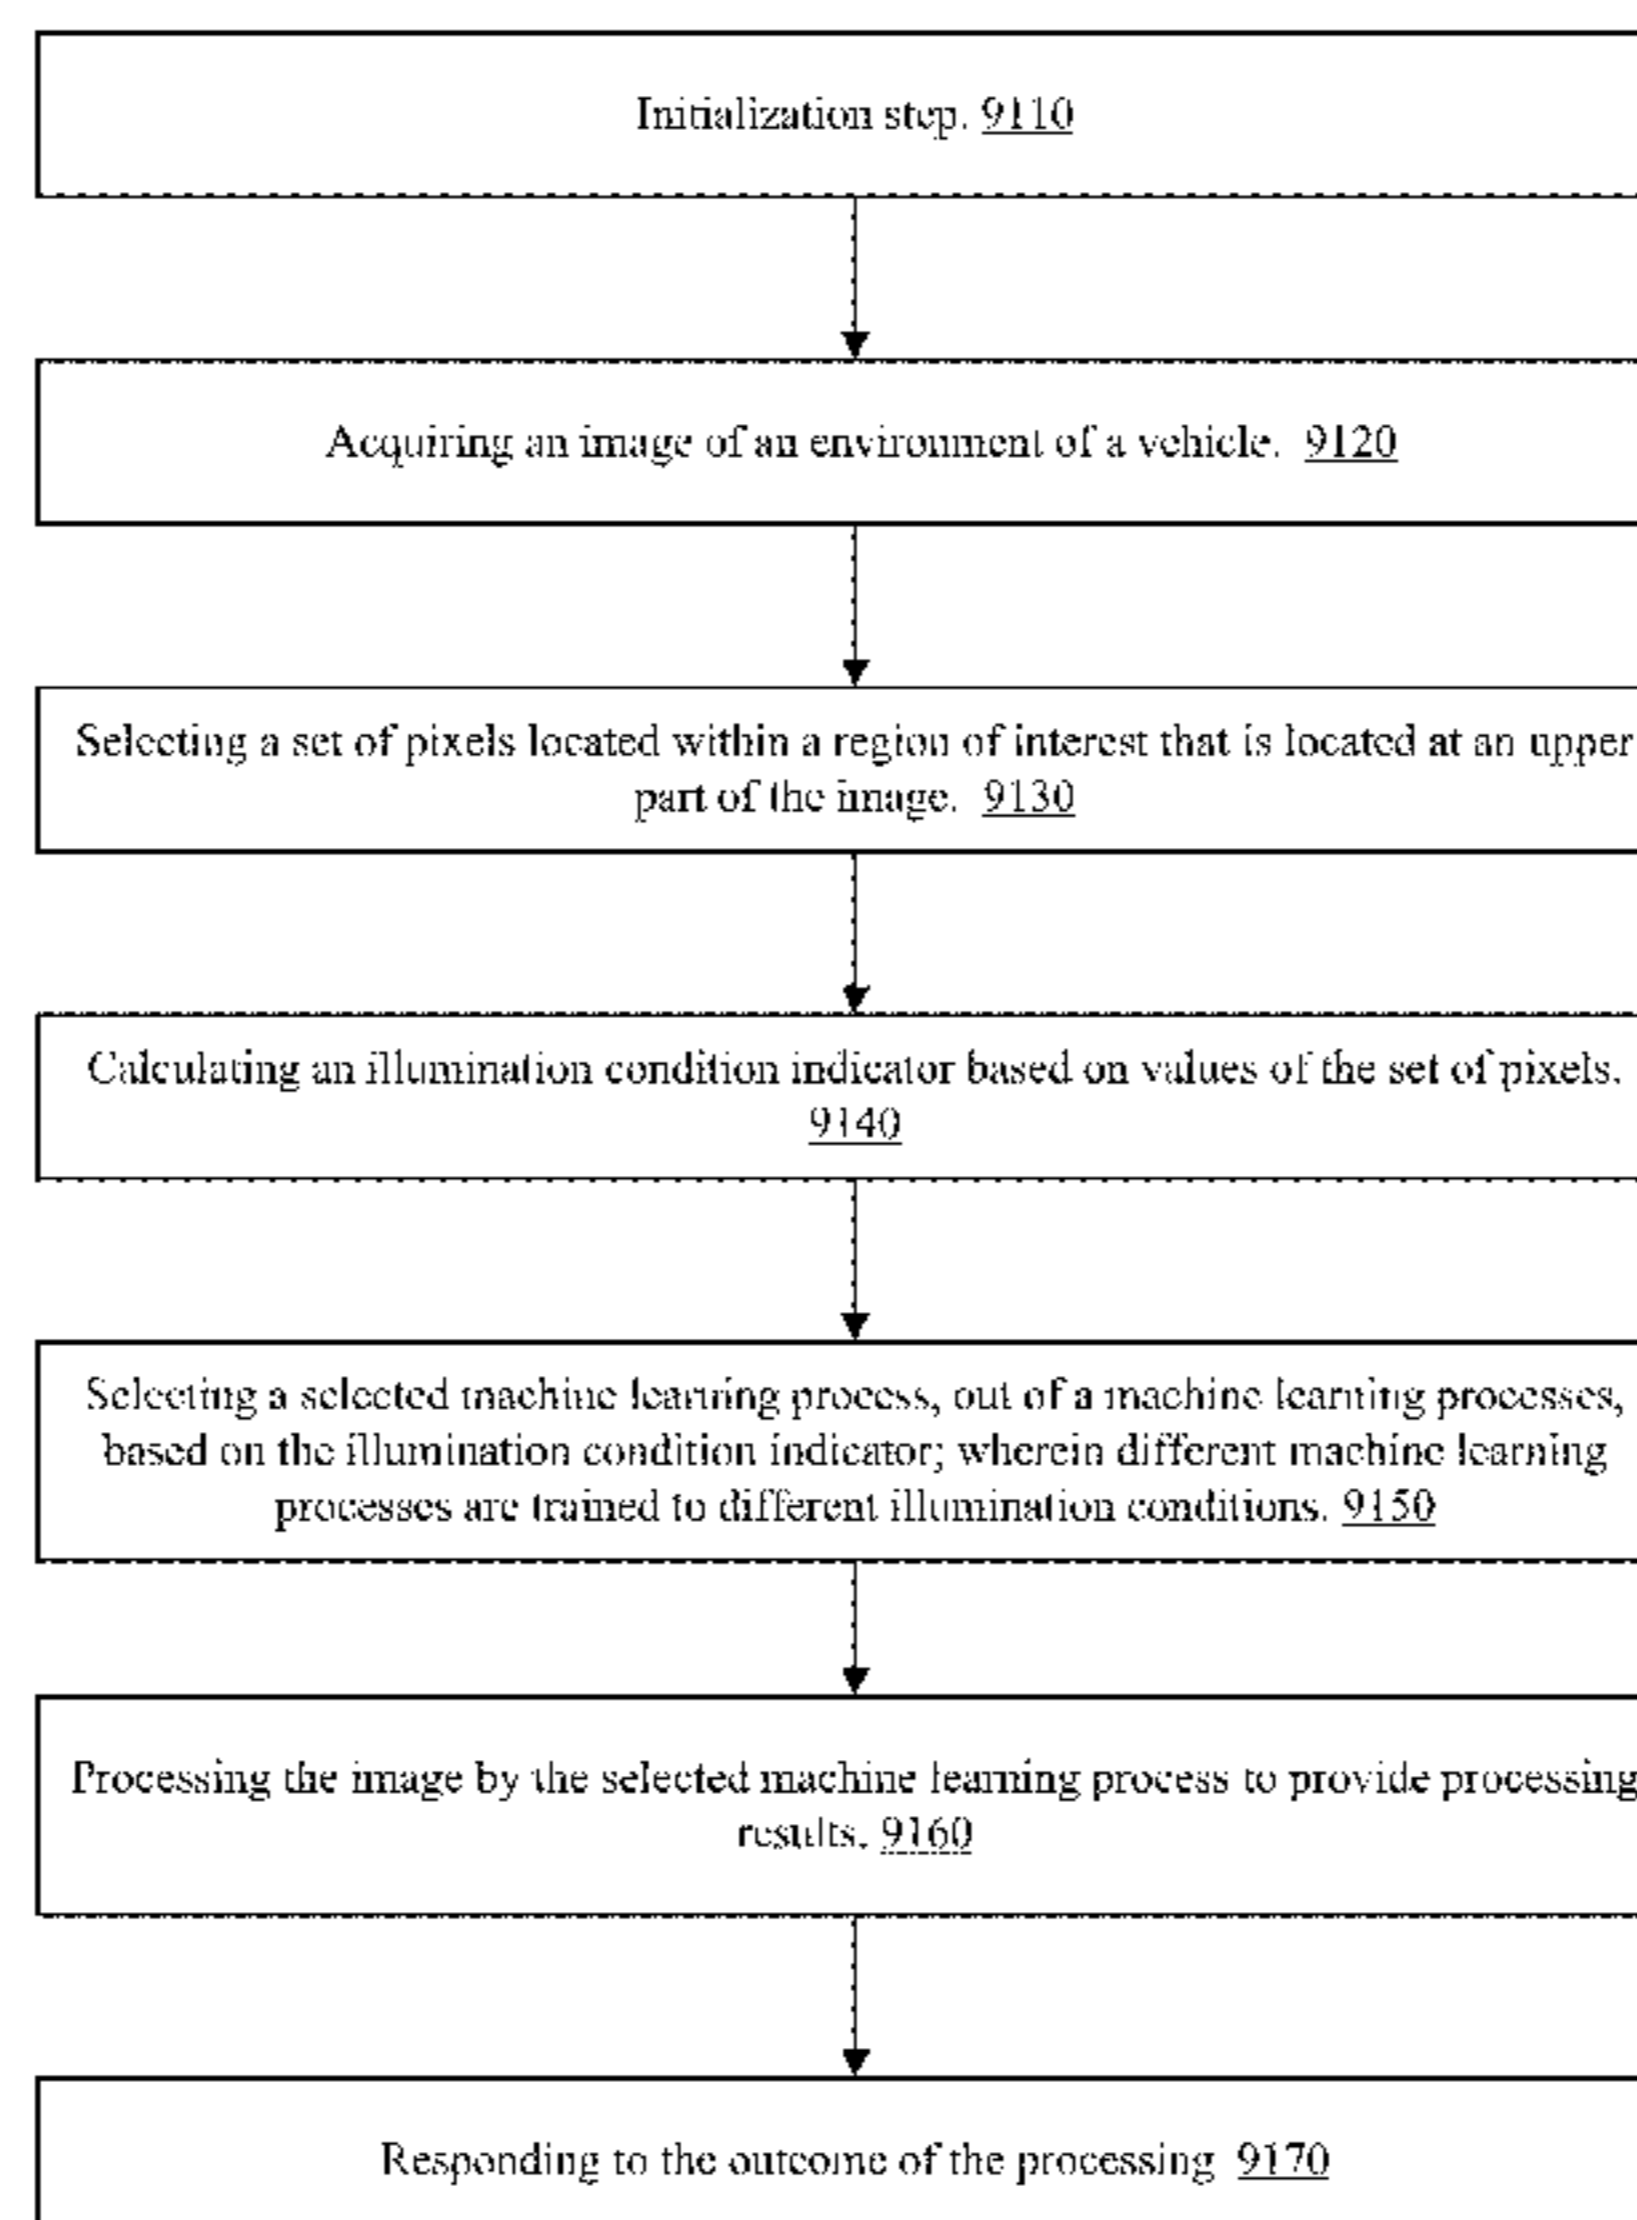 Initialization step. 9110
Acquiring an image of an environment of a vehicle. 9120
Selecting a set of pixels located within a region of interest that is located at an upper
part of the image. 9130
Calculating an illumination condition indicator based on values of the set of pixels.
9140
Selecting a selected machine learning process, out of a machine learning processes,
based on the illumination condition indicator; wherein different machine learning
processes are trained to different illumination conditions. 9150
Processing the image by the selected machine learning process to provide processing
results. 9160
Responding to the outcome of the processing 9170